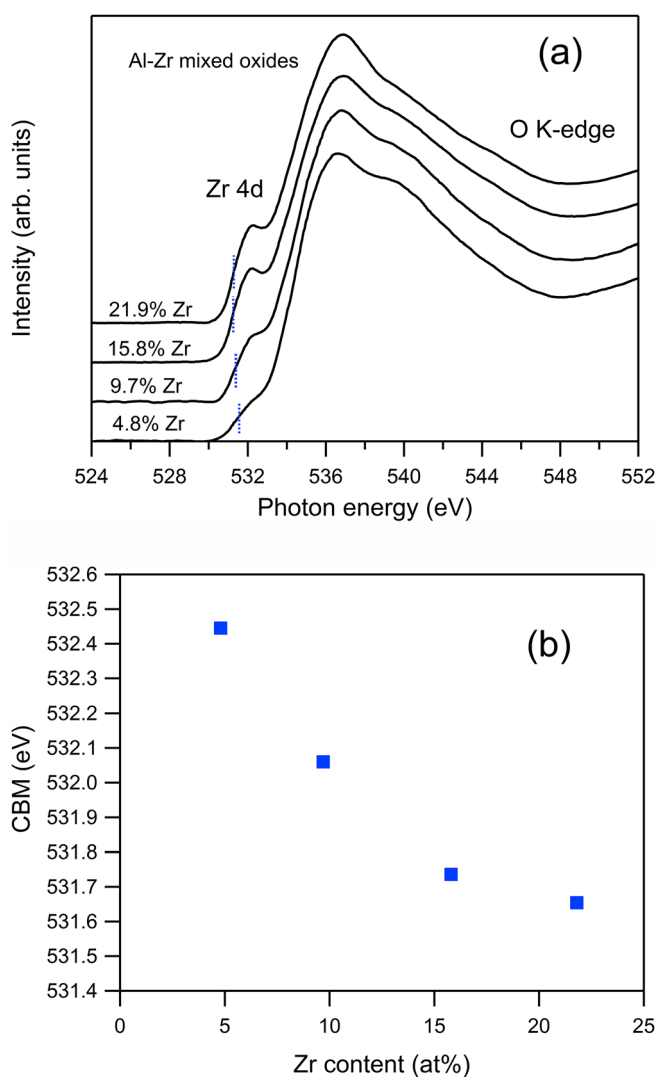 (a)
Al-Zr mixed oxides
O K-edge
Zr 4d
Intensity (arb. units)
21.9% Zr
15.8% Zr
9.7% Zr
4.8% Zr
524 528 532 536 540 544 548 552
Photon energy (eV)
532.6
532.5
532.4
532.3
532.2
532.1
532.0
531.9
531.8
531.7
531.6
531.5
531.4
(b)
CBM (eV)
0 5 10 15 20 25
Zr content (at%)